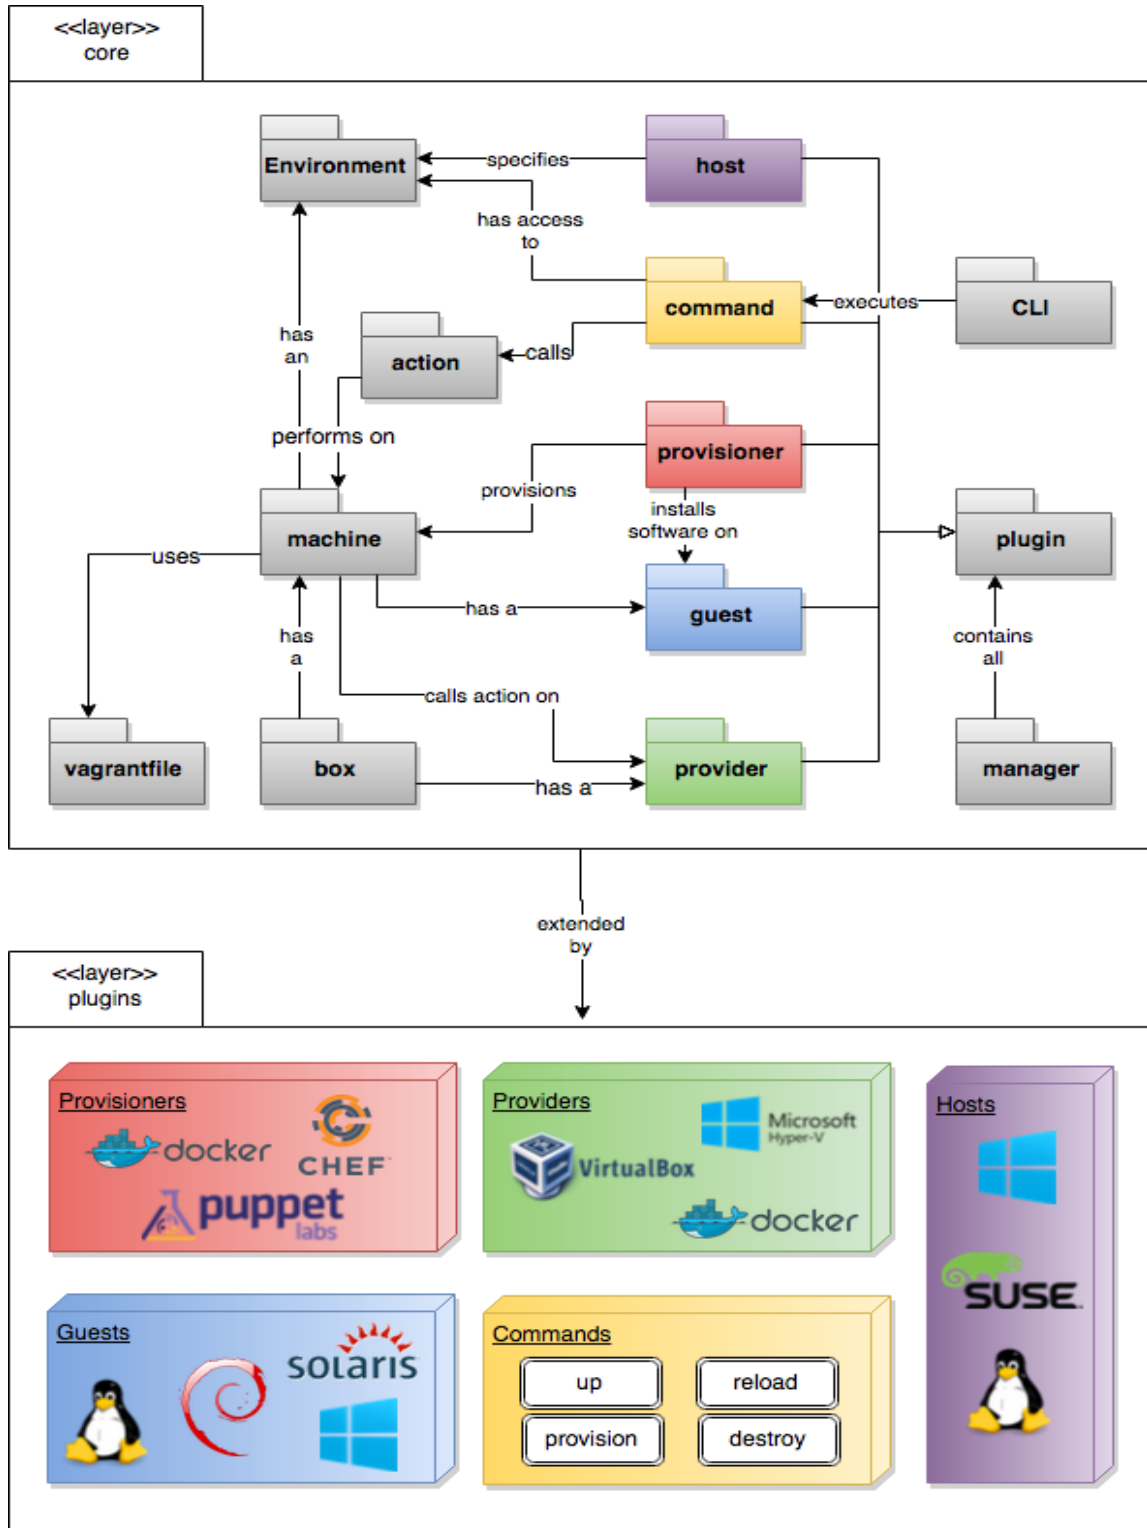 <<layer>>
core
Environment
specifies
host
has access
to
command
executes
CLI
action
calls
has
an
performs on
provisioner
provisions
installs
software on
machine
plugin
uses
has a
guest
has
a
contains
all
calls action on
vagrantfile
box
has a
provider
manager
extended
by
<<layer>>
plugins
Provisioners
docker
CHEF
puppet
labs
Providers
Microsoft
Hyper-V
VirtualBox
docker
Hosts
SUSE
Guests
solaris
Commands
up
reload
provision
destroy